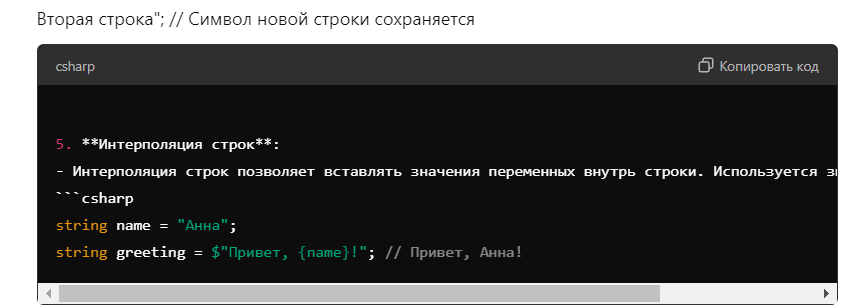 Вторая строка"; // Символ новой строки сохраняется
csharp
Копировать код
5. **Интерполяция строк**:
- Интерполяция строк позволяет вставлять значения переменных внутрь строки. Используется
```csharp
string name = "Анна";
string greeting = $"Привет, {name}!"; // Привет, Анна!